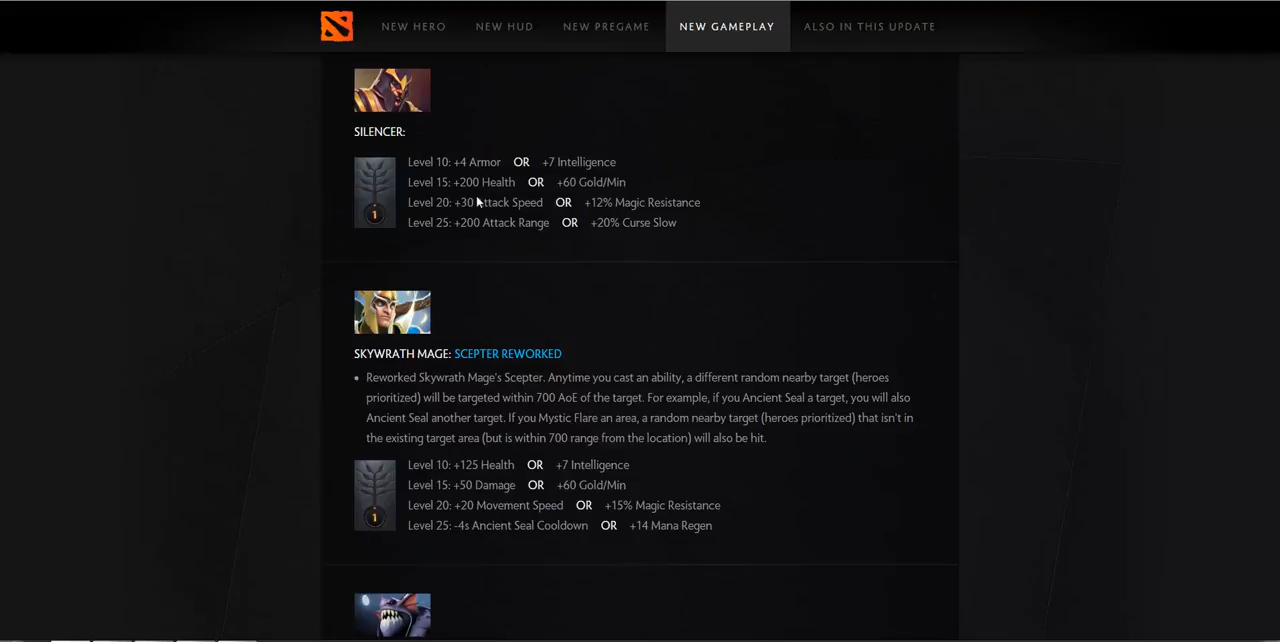 NEW HERO NEW HUD NEW PREGAME NEW GAMEPLAY ALSO IN THIS UPDATE
SILENCER:
Level 10: +4 Armor OR +7 Intelligence
Level 15: +200 Health OR +60 Gold/Min
Level 20: +30 Attack Speed OR +12% Magic Resistance
Level 25: +200 Attack Range OR +20% Curse Slow
1
SKYWRATH MAGE: SCEPTER REWORKED
• Reworked Skywrath Mage's Scepter. Anytime you cast an ability, a different random nearby target (heroes
prioritized) will be targeted within 700 AoE of the target. For example, if you Ancient Seal a target, you will also
Ancient Seal another target. If you Mystic Flare an area, a random nearby target (heroes prioritized) that isn't in
the existing target area (but is within 700 range from the location) will also be hit.
Level 10: +125 Health OR +7 Intelligence
Level 15: +50 Damage OR +60 Gold/Min
Level 20: +20 Movement Speed OR +15% Magic Resistance
Level 25: -4s Ancient Seal Cooldown OR +14 Mana Regen
1